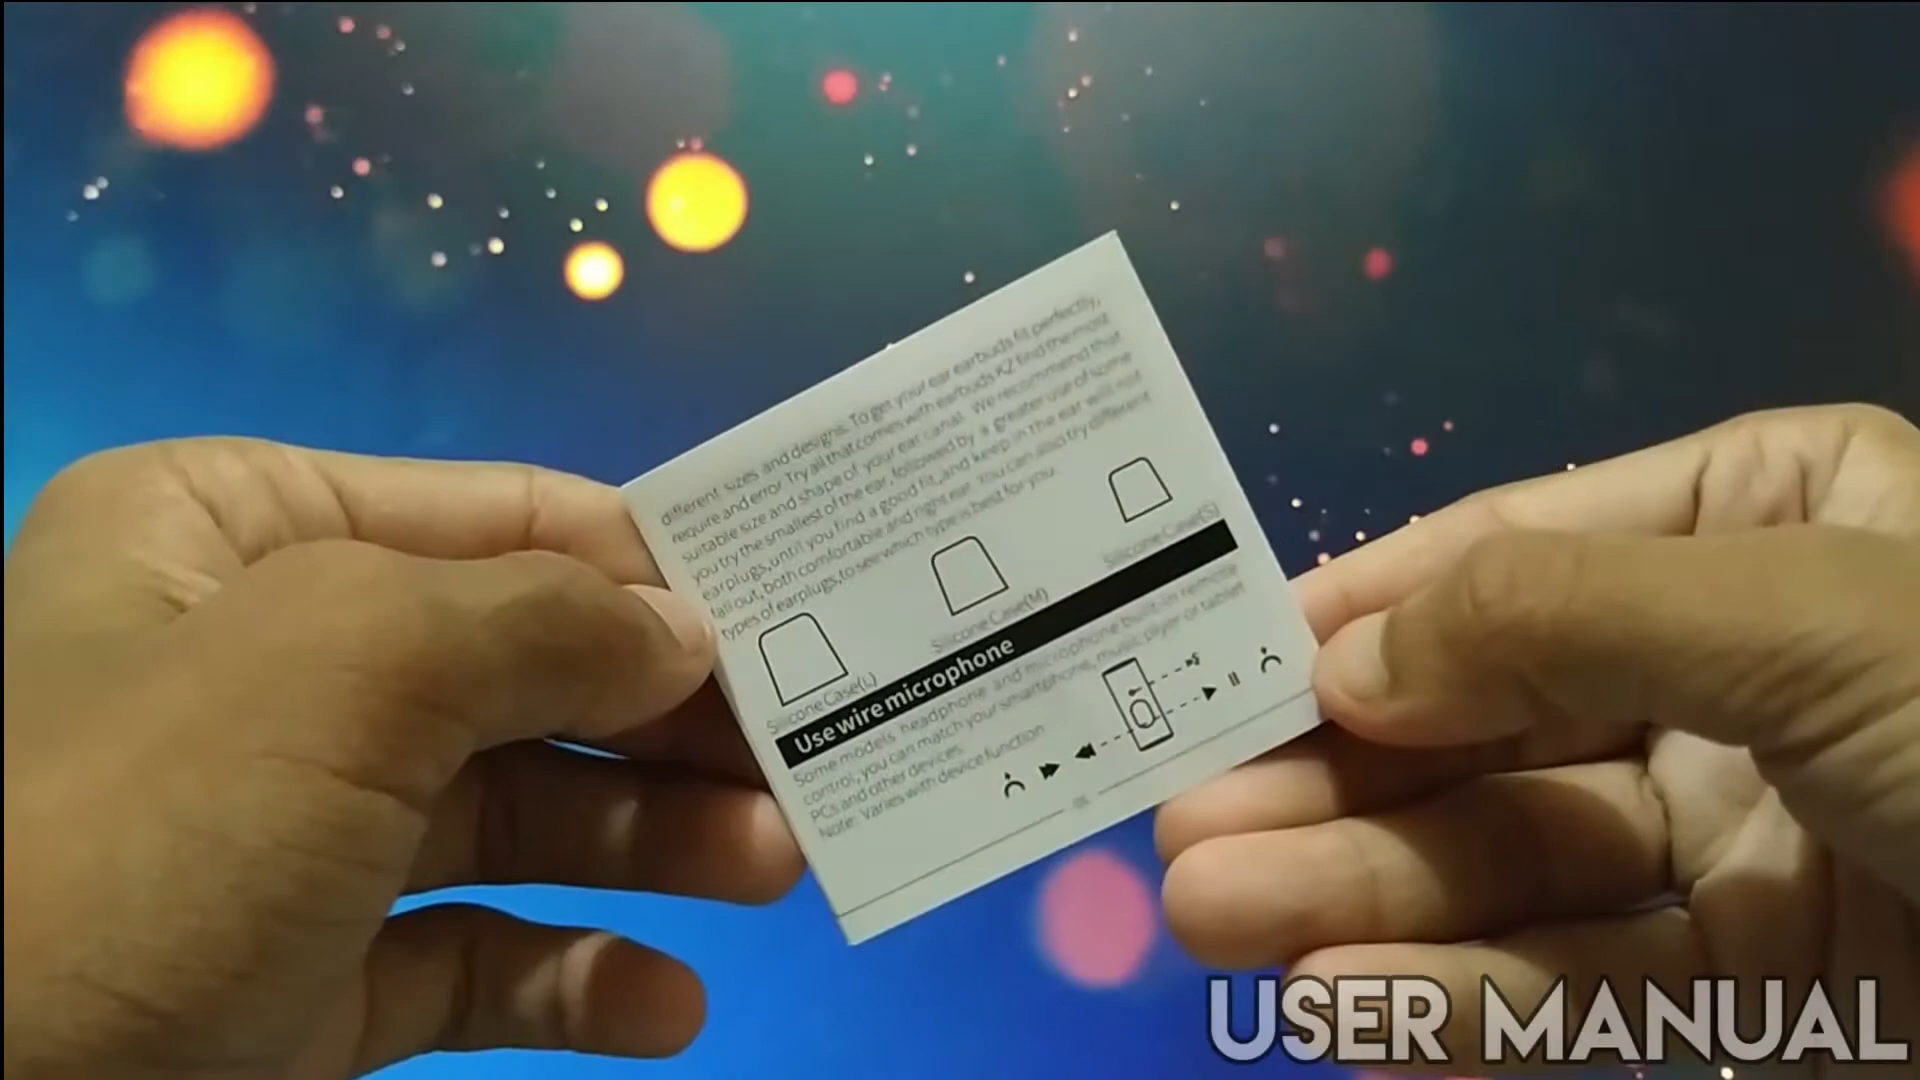 different sizes and designs. To get your ear earbuds fit perfectly,
require and error Try all that comes with earbuds KZ find the most
suitable size and shape of your ear canal. We recommend that
you try the smallest of the ear, followed by a greater use of some
earplugs, until you find a good fit, and keep in the ear will not
fall out, both comfortable and right ear. You can also try different
types of earplugs, to see which type is best for you.
Silicone Case(L)
Silicone Case(M)
Silicone Case(S)
Use wire microphone
Some models headphone and microphone built-in remote
control, you can match your smartphone, music player or tablet
PCs and other devices.
Note: Varies with device function
USER MANUAL